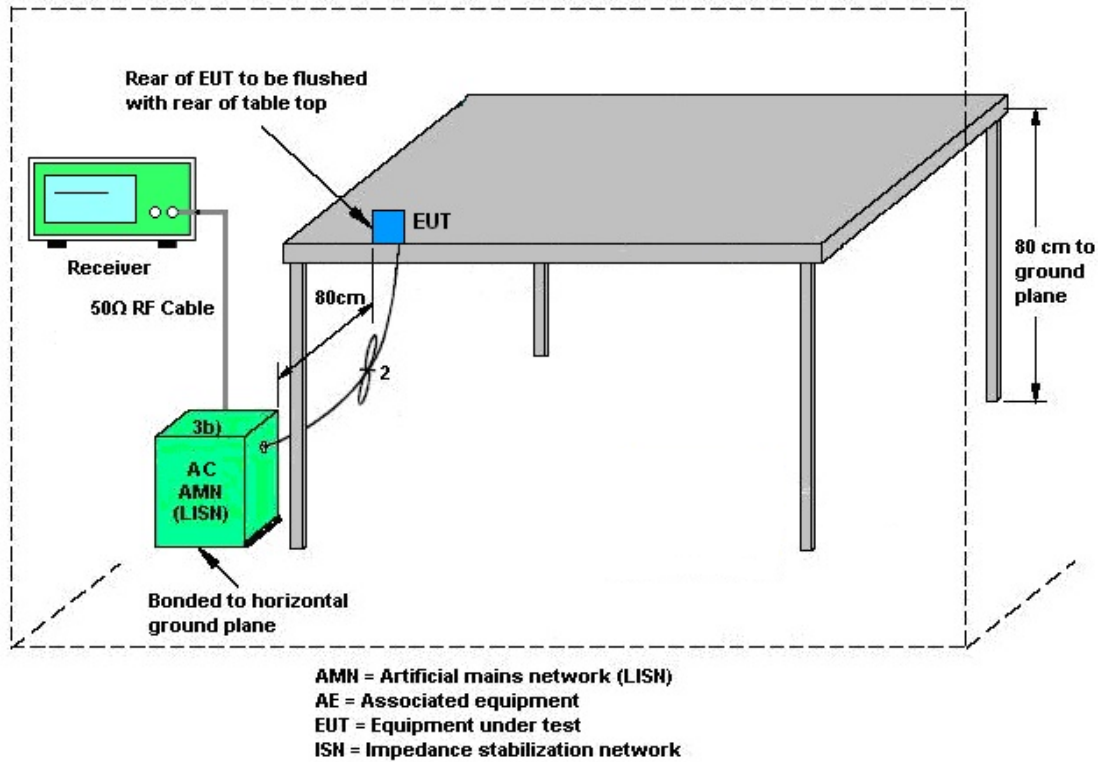 Rear of EUT to be flushed
with rear of table top
EUT
Receiver
50Ω RF Cable
80cm
80 cm to
ground
plane
2
3b)
AC
AMN
(LISN)
Bonded to horizontal
ground plane
AMN = Artificial mains network (LISN)
AE = Associated equipment
EUT = Equipment under test
ISN = Impedance stabilization network